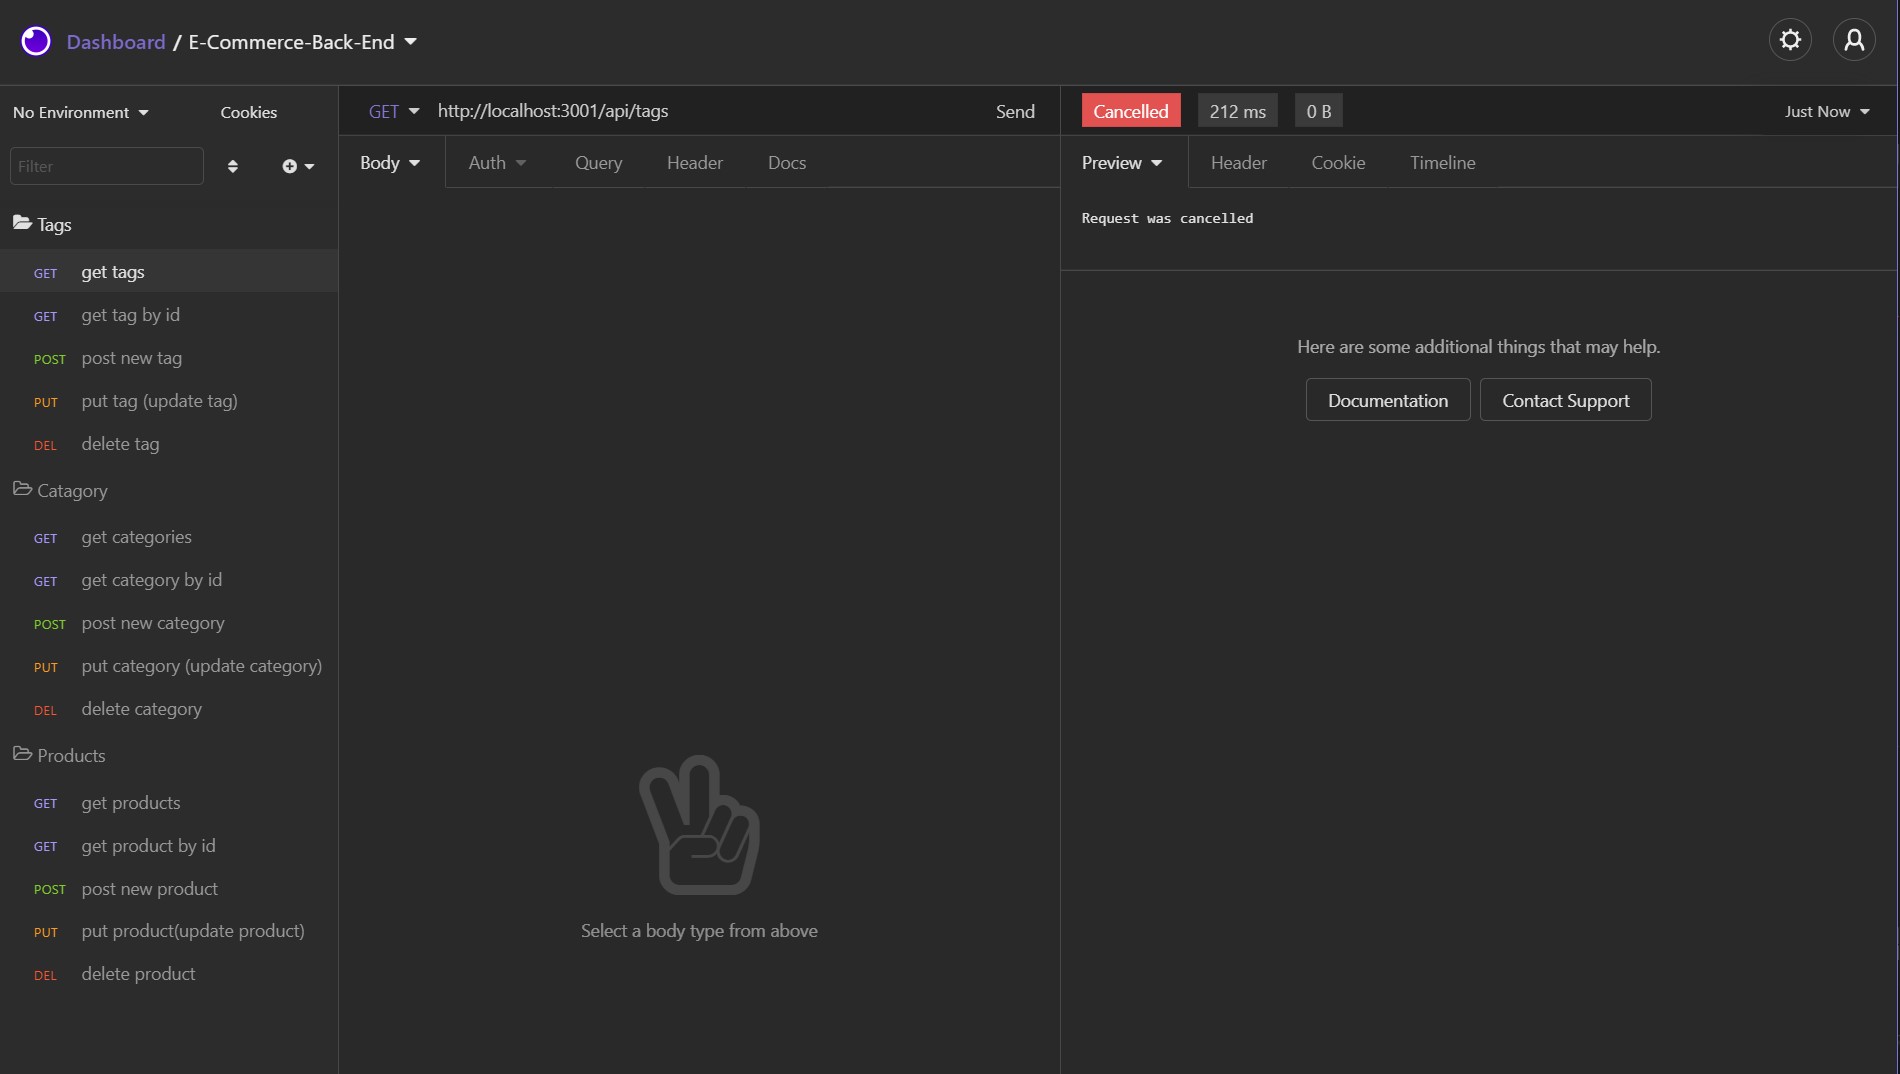 Dashboard / E-Commerce-Back-End
No Environment
Cookies
Filter
Tags
GET get tags
GET get tag by id
POST post new tag
PUT put tag (update tag)
DEL delete tag
Catagory
GET get categories
GET get category by id
POST post new category
PUT put category (update category)
DEL delete category
Products
GET get products
GET get product by id
POST post new product
PUT put product(update product)
DEL delete product
GET http://localhost:3001/api/tags Send
Body Auth Query Header Docs
Select a body type from above
Cancelled 212 ms 0 B Just Now
Preview Header Cookie Timeline
Request was cancelled
Here are some additional things that may help.
Documentation Contact Support